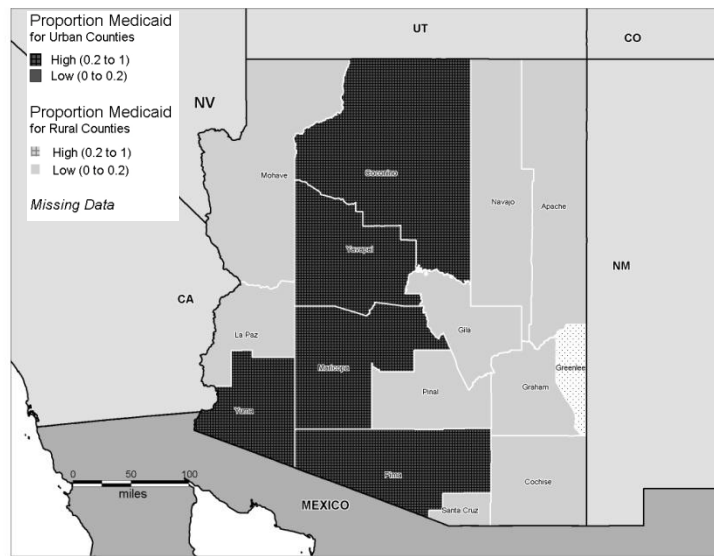 Proportion Medicaid
for Urban Counties
High (0.2 to 1)
Low (0 to 0.2)
Proportion Medicaid
for Rural Counties
High (0.2 to 1)
Low (0 to 0.2)
Missing Data
UT
CO
NV
Mohave
Coconino
Navajo
Apache
Yavapai
NM
CA
La Paz
Gila
Maricopa
Greenlee
Pinal
Graham
Yuma
Pima
0 50 100
miles
Cochise
MEXICO
Santa Cruz